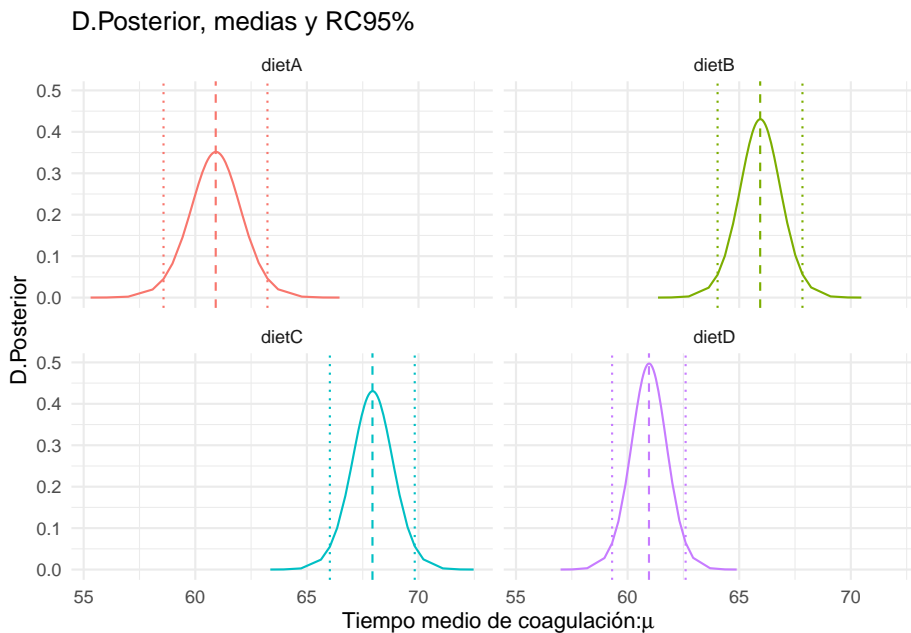 D.Posterior, medias y RC95%
dietA
dietB
0.5
0.4
0.3
0.2
0.1
0.0
dietC
dietD
0.5
0.4
0.3
0.2
0.1
0.0
D.Posterior
55 60 65 70 55 60 65 70
Tiempo medio de coagulación:μ